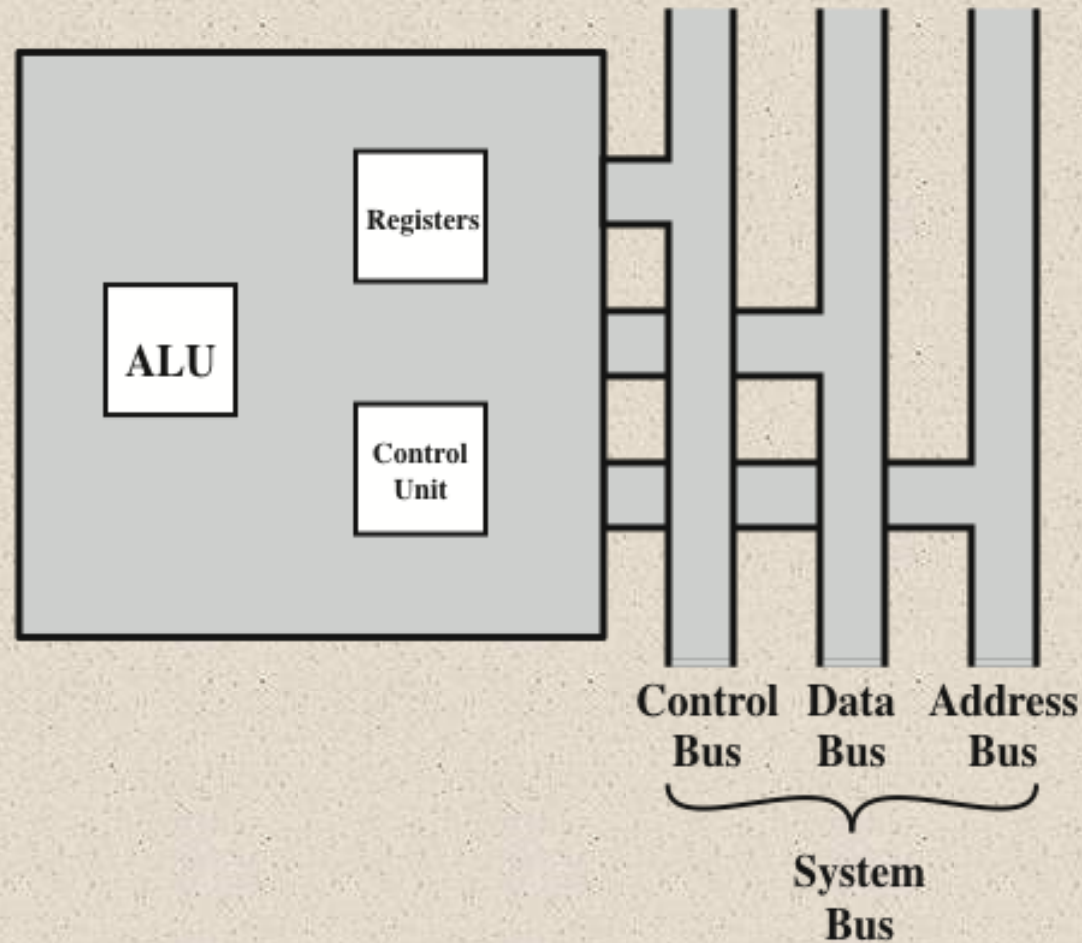 Registers
ALU
Control
Unit
Control Data Address
Bus Bus Bus
System
Bus